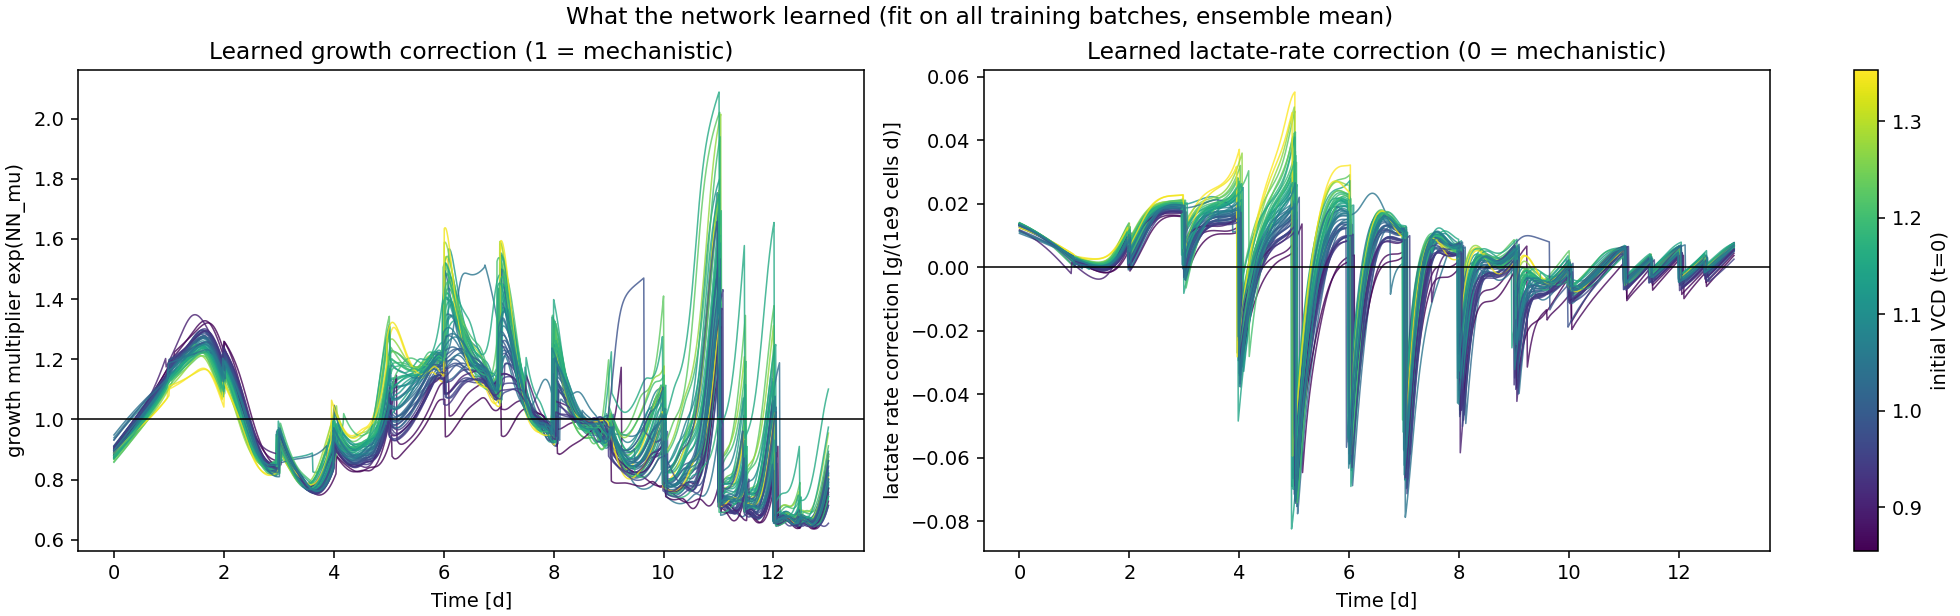 What the network learned (fit on all training batches, ensemble mean)
Learned growth correction (1 = mechanistic)
growth multiplier exp(NN_mu)
2.0
1.8
1.6
1.4
1.2
1.0
0.8
0.6
0 2 4 6 8 10 12
Time [d]
Learned lactate-rate correction (0 = mechanistic)
lactate rate correction [g/(1e9 cells d)]
0.06
0.04
0.02
0.00
−0.02
−0.04
−0.06
−0.08
0 2 4 6 8 10 12
Time [d]
1.3
1.2
1.1
1.0
0.9
initial VCD (t=0)